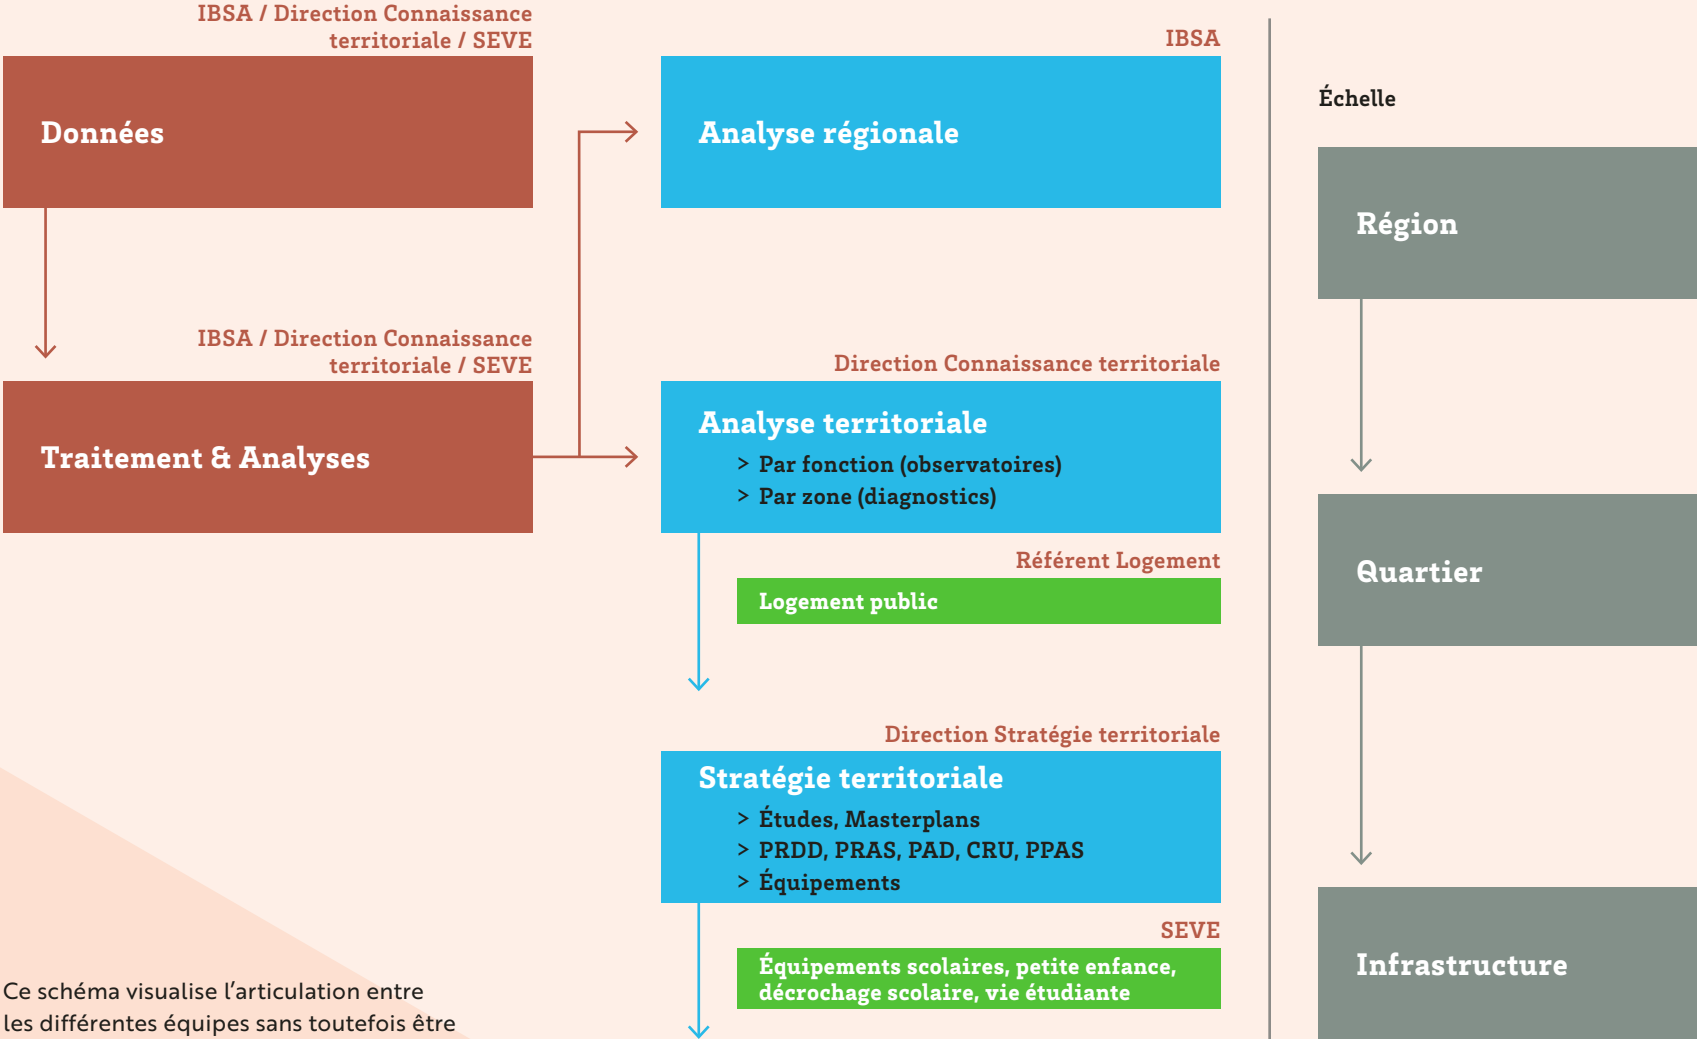 IBSA / Direction Connaissance
territoriale / SEVE
Données
IBSA / Direction Connaissance
territoriale / SEVE
Traitement & Analyses
IBSA
Analyse régionale
Direction Connaissance territoriale
Analyse territoriale
> Par fonction (observatoires)
> Par zone (diagnostics)
Référent Logement
Logement public
Direction Stratégie territoriale
Stratégie territoriale
> Études, Masterplans
> PRDD, PRAS, PAD, CRU, PPAS
> Équipements
SEVE
Équipements scolaires, petite enfance,
décrochage scolaire, vie étudiante
Échelle
Région
Quartier
Infrastructure
Ce schéma visualise l’articulation entre
les différentes équipes sans toutefois être